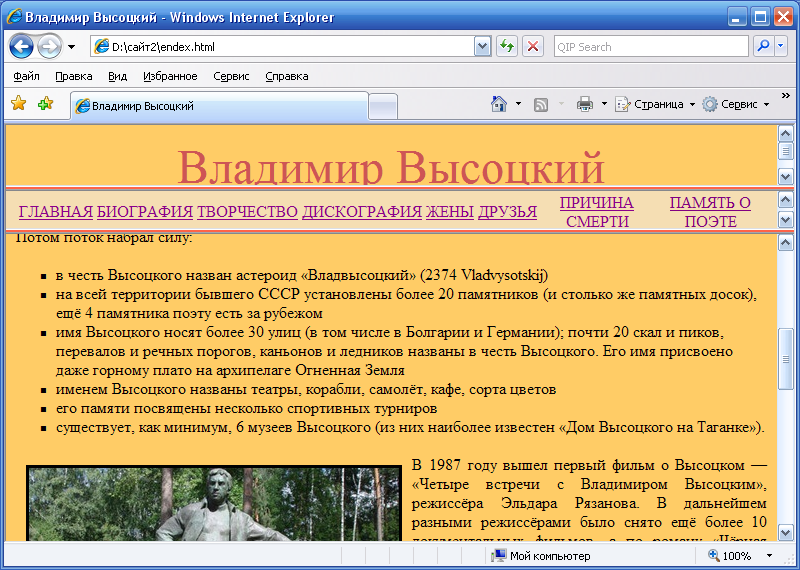 Владимир Высоцкий - Windows Internet Explorer
D:\сайт2\endex.html
QIP Search
Файл Правка Вид Избранное Сервис Справка
Владимир Высоцкий
Страница Сервис
Владимир Высоцкий
ГЛАВНАЯ БИОГРАФИЯ ТВОРЧЕСТВО ДИСКОГРАФИЯ ЖЕНЫ ДРУЗЬЯ ПРИЧИНА СМЕРТИ ПАМЯТЬ О ПОЭТЕ
Потом поток набрал силу:
в честь Высоцкого назван астероид «Владвысоцкий» (2374 Vladvysotskij)
на всей территории бывшего СССР установлены более 20 памятников (и столько же памятных досок),
ещё 4 памятника поэту есть за рубежом
имя Высоцкого носят более 30 улиц (в том числе в Болгарии и Германии); почти 20 скал и пиков,
перевалов и речных порогов, каньонов и ледников названы в честь Высоцкого. Его имя присвоено
даже горному плато на архипелаге Огненная Земля
именем Высоцкого названы театры, корабли, самолёт, кафе, сорта цветов
его памяти посвящены несколько спортивных турниров
существует, как минимум, 6 музеев Высоцкого (из них наиболее известен «Дом Высоцкого на Таганке»).
В 1987 году вышел первый фильм о Высоцком —
«Четыре встречи с Владимиром Высоцким»,
режиссёра Эльдара Рязанова. В дальнейшем
разными режиссёрами было снято ещё более 10
документальных фильмов, а по роману «Чёрная
Мой компьютер
100%